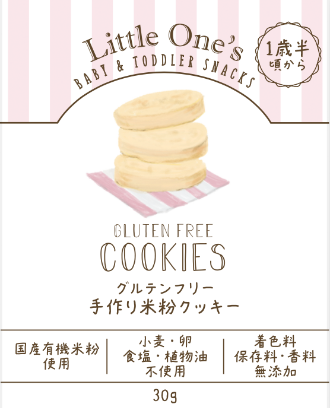 Little One's
BABY & TODDLER SNACKS
1歳半
頃から
GLUTEN FREE
COOKIES
グルテンフリー
手作り米粉クッキー
国産有機米粉
使用
小麦・卵
食塩・植物油
不使用
着色料
保存料・香料
無添加
30g